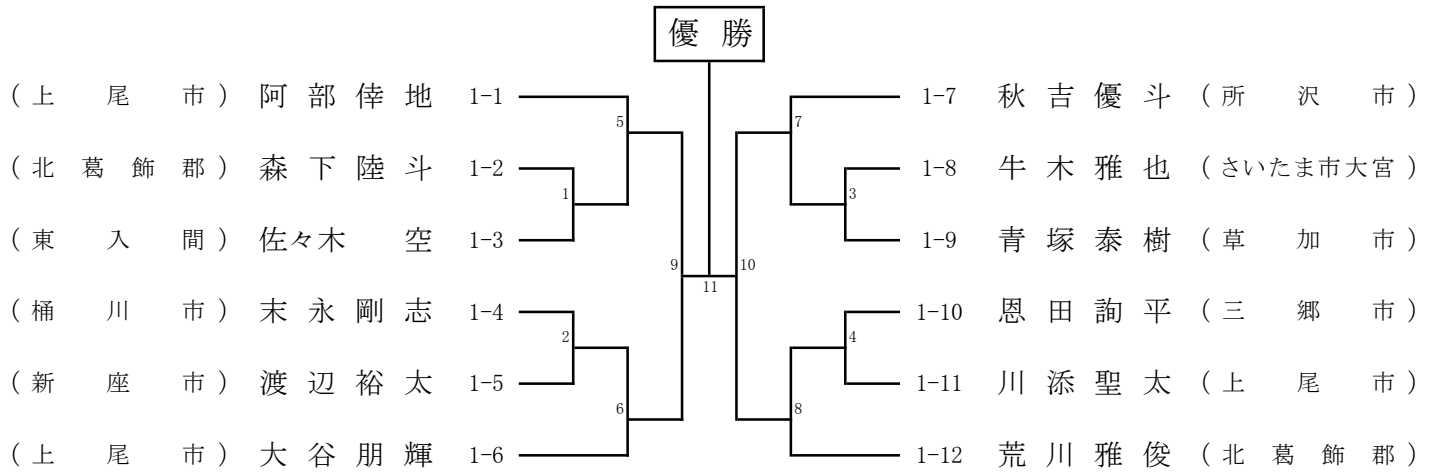 優勝
(上尾市) 阿部倖地 1-1
1-7 秋吉優斗 (所沢市)
5
7
(北葛飾郡) 森下陸斗 1-2
1-8 牛木雅也 (さいたま市大宮)
1
3
(東入間) 佐々木 空 1-3
1-9 青塚泰樹 (草加市)
9
10
11
(桶川市) 末永剛志 1-4
1-10 恩田詢平 (三郷市)
2
4
(新座市) 渡辺裕太 1-5
1-11 川添聖太 (上尾市)
6
8
(上尾市) 大谷朋輝 1-6
1-12 荒川雅俊 (北葛飾郡)